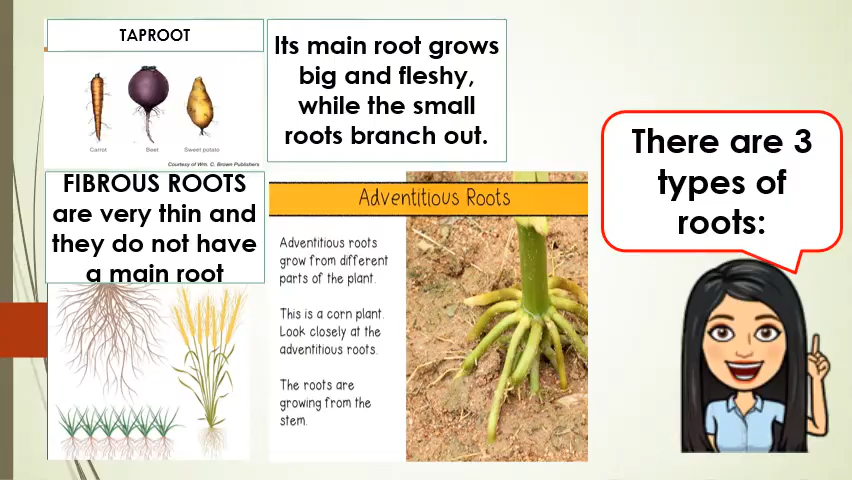 TAPROOT
Carrot
Beet
Sweet potato
Courtesy of Wm. C. Brown Publishers
Its main root grows
big and fleshy,
while the small
roots branch out.
FIBROUS ROOTS
are very thin and
they do not have
a main root
Adventitious Roots
Adventitious roots
grow from different
parts of the plant.
This is a corn plant.
Look closely at the
adventitious roots.
The roots are
growing from the
stem.
There are 3
types of
roots: